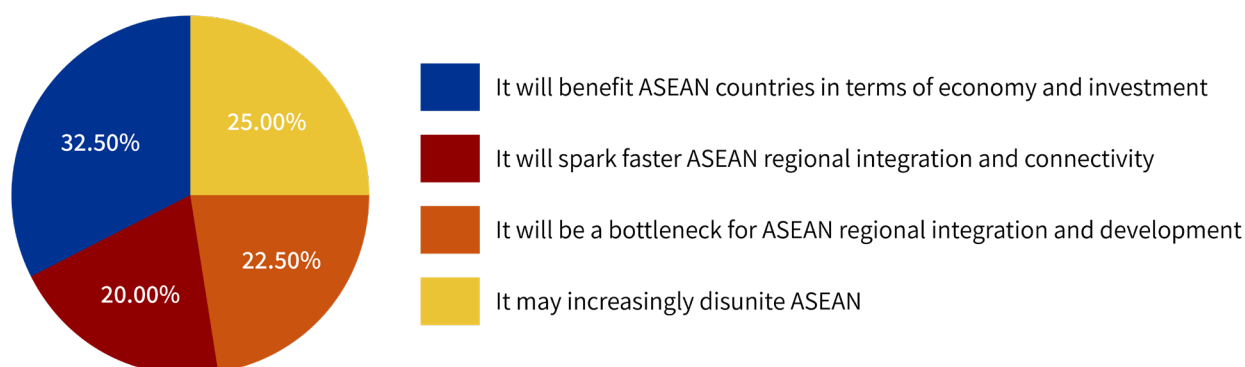 32.50%
25.00%
20.00%
22.50%
It will benefit ASEAN countries in terms of economy and investment
It will spark faster ASEAN regional integration and connectivity
It will be a bottleneck for ASEAN regional integration and development
It may increasingly disunite ASEAN